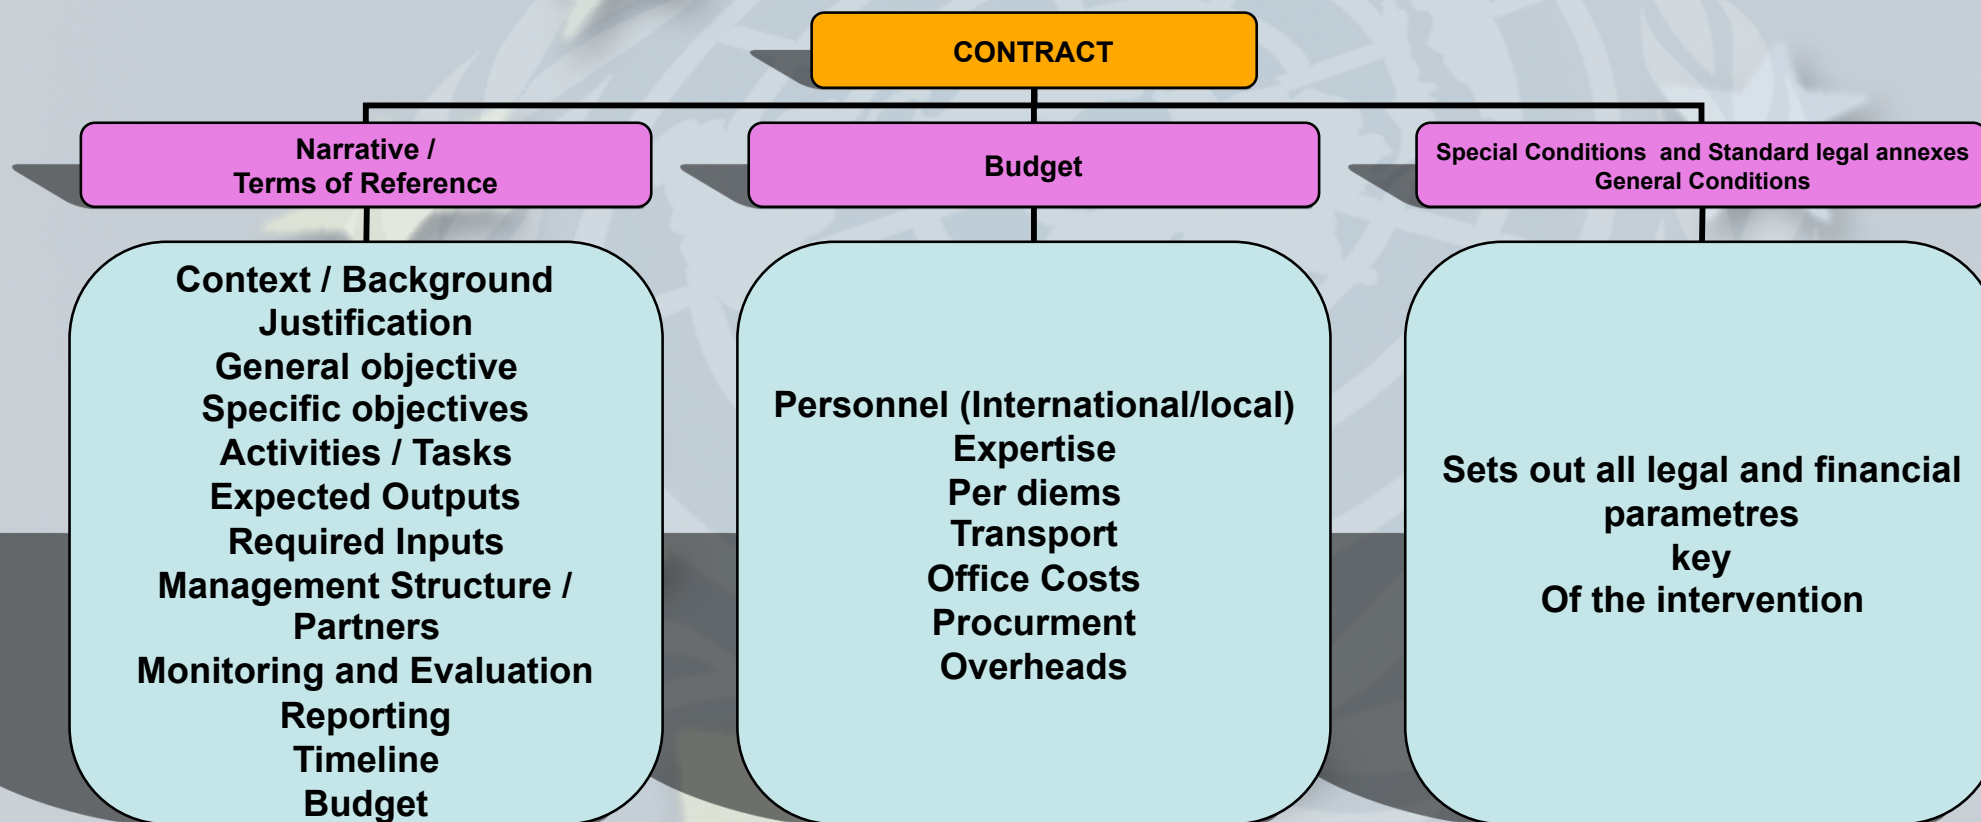 CONTRACT
Narrative /
Terms of Reference
Budget
Special Conditions and Standard legal annexes
General Conditions
Context / Background
Justification
General objective
Specific objectives
Activities / Tasks
Expected Outputs
Required Inputs
Management Structure /
Partners
Monitoring and Evaluation
Reporting
Timeline
Budget
Personnel (International/local)
Expertise
Per diems
Transport
Office Costs
Procurment
Overheads
Sets out all legal and financial
parametres
key
Of the intervention